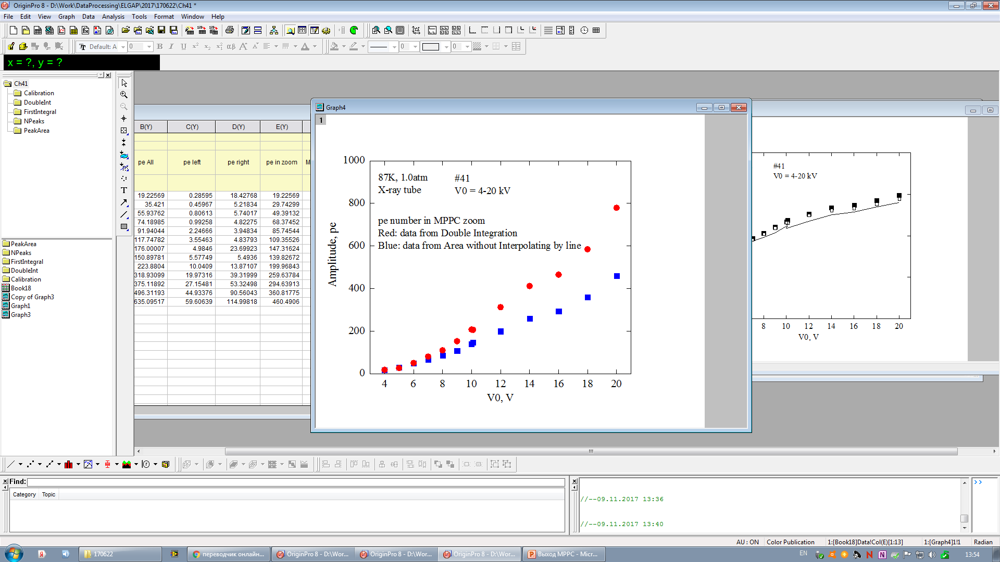 OriginPro 8 - D:\Work\DataProcessing\ELGAP\2017\170622\Ch41 *
File Edit View Graph Data Analysis Tools Format Window Help
Default: A 0 B I U αβ A A 0 0
x = ?, y = ?
Ch41
Calibration
DoubleInt
FirstIntegral
NPeaks
PeakArea
PeakArea
NPeaks
FirstIntegral
DoubleInt
Calibration
Book18
Copy of Graph3
Graph1
Graph3
B(Y) C(Y) D(Y) E(Y)
pe All pe left pe right pe in zoom M
19.22569 0.28595 18.42768 19.22569
35.421 0.45967 5.21834 29.74299
55.93762 0.80613 5.74017 49.39132
74.18985 0.99258 4.82275 68.37452
91.94044 2.24666 3.94834 85.74544
117.74782 3.55463 4.83793 109.35526
176.00007 4.9846 23.69923 147.31624
150.89781 5.57749 5.4936 139.82672
223.8804 10.0409 13.87107 199.96843
318.93099 19.97316 39.31999 259.63784
375.11892 27.15481 53.32498 294.63913
496.31193 44.93376 90.56043 360.81775
635.09517 59.60639 114.99818 460.4906
Graph4
1
1000
800
600
400
200
0
Amplitude, pe
87K, 1.0atm
X-ray tube
#41
V0 = 4-20 kV
pe number in MPPC zoom
Red: data from Double Integration
Blue: data from Area without Interpolating by line
4 6 8 10 12 14 16 18 20
V0, V
#41
V0 = 4-20 kV
8 10 12 14 16 18 20
V0, V
Find:
Category Topic
//--09.11.2017 13:36
//--09.11.2017 13:40
>>
AU : ON Color Publication 1:[Book18]Data!Col(E)[1:13] 1:[Graph4]1!1 Radian
170622 переводчик онлайн... OriginPro 8 - D:\Wor... OriginPro 8 - D:\Wor... OriginPro 8 - D:\Wor... Выход MPPC - Micr... EN 13:54